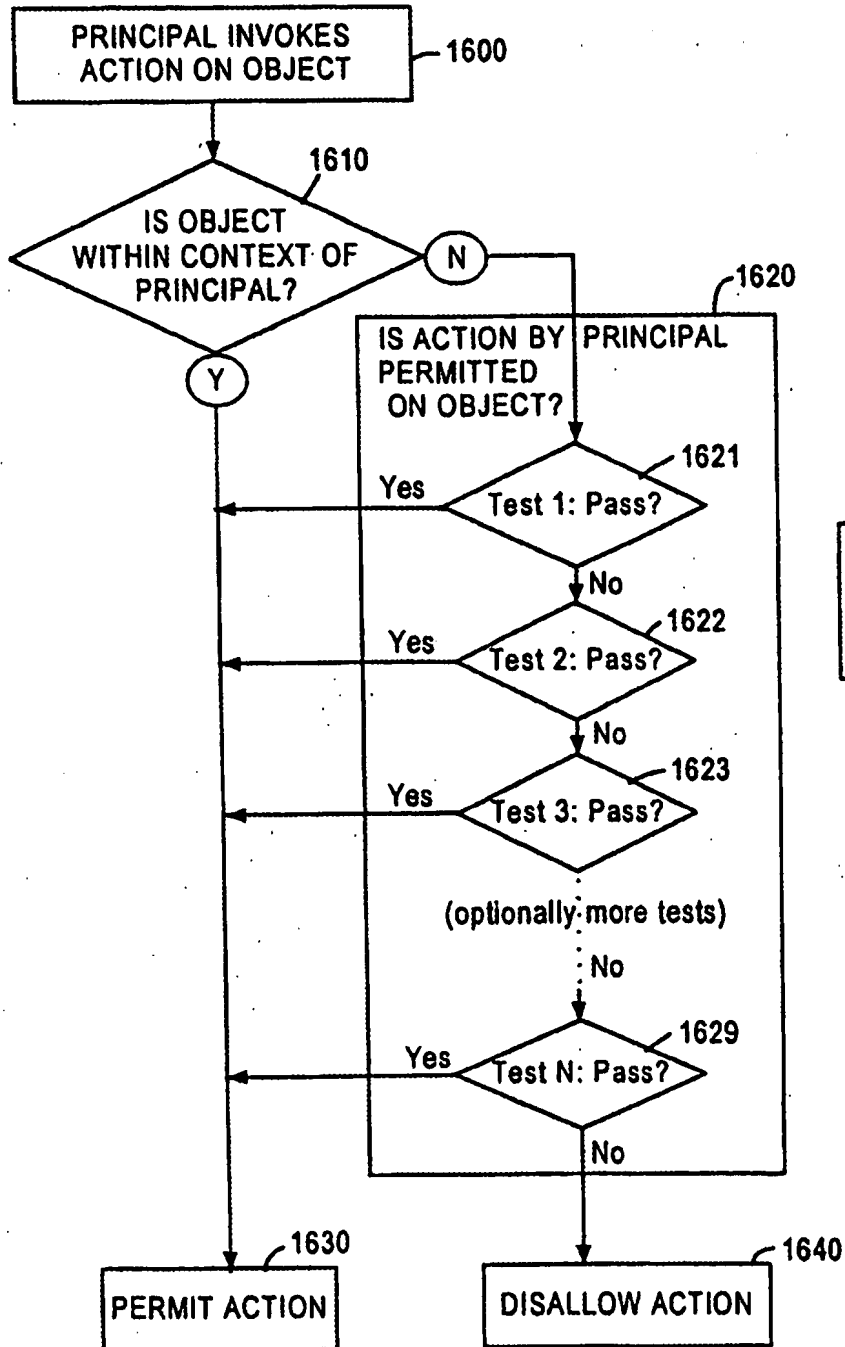 PRINCIPAL INVOKES
ACTION ON OBJECT
1600
1610
IS OBJECT
WITHIN CONTEXT OF
PRINCIPAL?
N
Y
1620
IS ACTION BY PRINCIPAL
PERMITTED
ON OBJECT?
1621
Yes
Test 1: Pass?
No
1622
Yes
Test 2: Pass?
No
1623
Yes
Test 3: Pass?
(optionally more tests)
No
1629
Yes
Test N: Pass?
No
1630
PERMIT ACTION
1640
DISALLOW ACTION